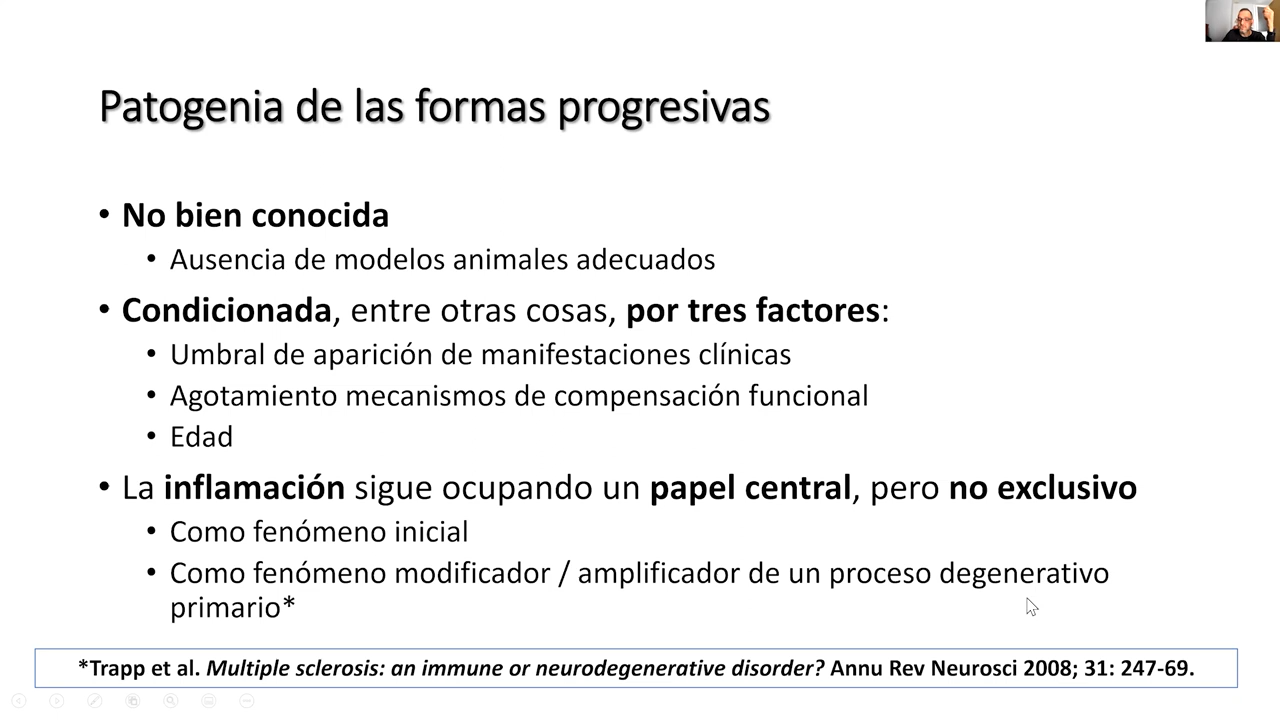 Patogenia de las formas progresivas
• No bien conocida
• Ausencia de modelos animales adecuados
• Condicionada, entre otras cosas, por tres factores:
• Umbral de aparición de manifestaciones clínicas
• Agotamiento mecanismos de compensación funcional
• Edad
• La inflamación sigue ocupando un papel central, pero no exclusivo
• Como fenómeno inicial
• Como fenómeno modificador / amplificador de un proceso degenerativo
primario*
*Trapp et al. Multiple sclerosis: an immune or neurodegenerative disorder? Annu Rev Neurosci 2008; 31: 247-69.